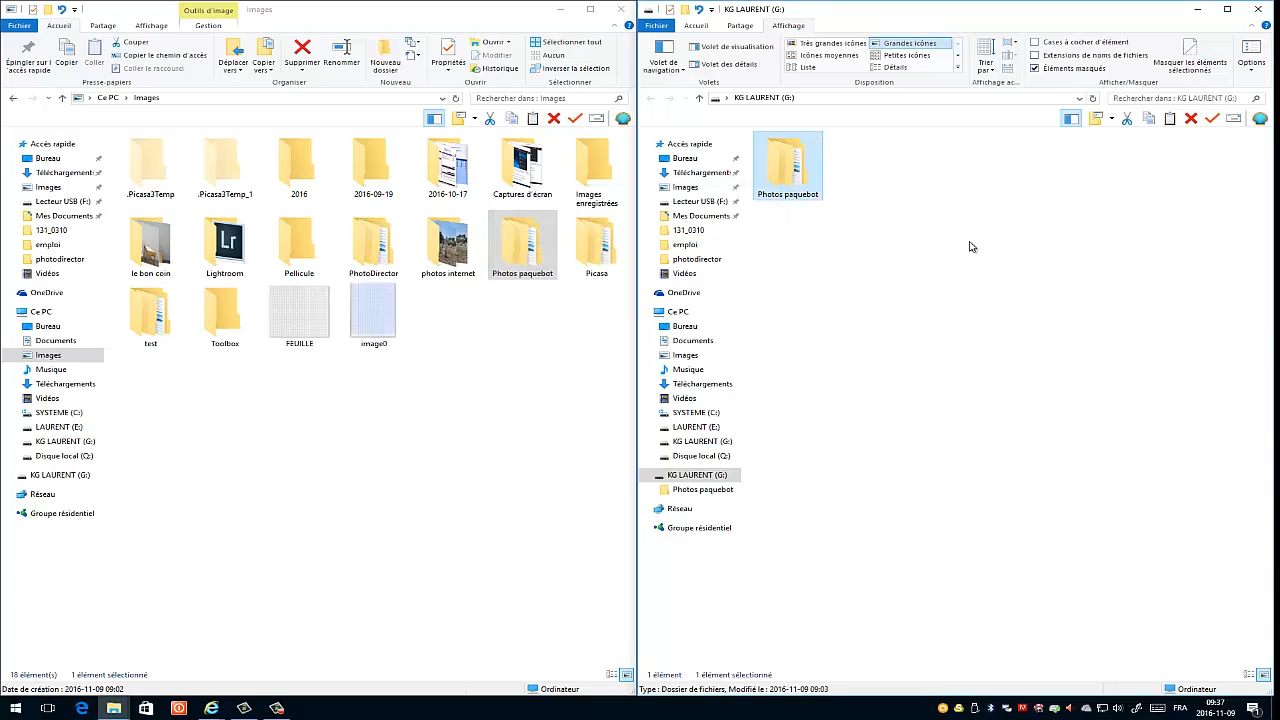 Outils d'image
Images
Fichier
Accueil
Partage
Affichage
Gestion
Épingler sur l'
accès rapide
Copier
Coller
Couper
Copier le chemin d'accès
Coller le raccourci
Presse-papiers
Déplacer
vers
Copier
vers
Supprimer
Renommer
Organiser
Nouveau
dossier
Nouveau
Propriétés
Ouvrir
Modifier
Historique
Ouvrir
Sélectionner tout
Aucun
Inverser la sélection
Sélectionner
Ce PC
Images
Rechercher dans : Images
Accès rapide
Bureau
Téléchargements
Images
Lecteur USB (F:)
Mes Documents
131_0310
emploi
photodirector
Vidéos
OneDrive
Ce PC
Bureau
Documents
Images
Musique
Téléchargements
Vidéos
SYSTEME (C:)
LAURENT (E:)
KG LAURENT (G:)
Disque local (Q:)
KG LAURENT (G:)
Réseau
Groupe résidentiel
.Picasa3Temp
.Picasa3Temp_1
2016
2016-09-19
2016-10-17
Captures d'écran
Images
enregistrées
le bon coin
Lr
Lightroom
Pellicule
PhotoDirector
photos internet
Photos paquebot
Picasa
test
Toolbox
FEUILLE
image0
18 élément(s)
1 élément sélectionné
Date de création : 2016-11-09 09:02
Ordinateur
KG LAURENT (G:)
Fichier
Accueil
Partage
Affichage
Volet de
navigation
Volet de visualisation
Volet des détails
Volets
Très grandes icônes
Grandes icônes
Icônes moyennes
Petites icônes
Liste
Détails
Disposition
Trier
par
Affichage ac...
Cases à cocher d'élément
Extensions de noms de fichiers
Éléments masqués
Masquer les éléments
sélectionnés
Afficher/Masquer
Options
KG LAURENT (G:)
Rechercher dans : KG LAURENT (G:)
Accès rapide
Bureau
Téléchargements
Images
Lecteur USB (F:)
Mes Documents
131_0310
emploi
photodirector
Vidéos
OneDrive
Ce PC
Bureau
Documents
Images
Musique
Téléchargements
Vidéos
SYSTEME (C:)
LAURENT (E:)
KG LAURENT (G:)
Disque local (Q:)
KG LAURENT (G:)
Photos paquebot
Réseau
Groupe résidentiel
Photos paquebot
1 élément
1 élément sélectionné
Type : Dossier de fichiers, Modifié le : 2016-11-09 09:03
Ordinateur
FRA
09:37
2016-11-09